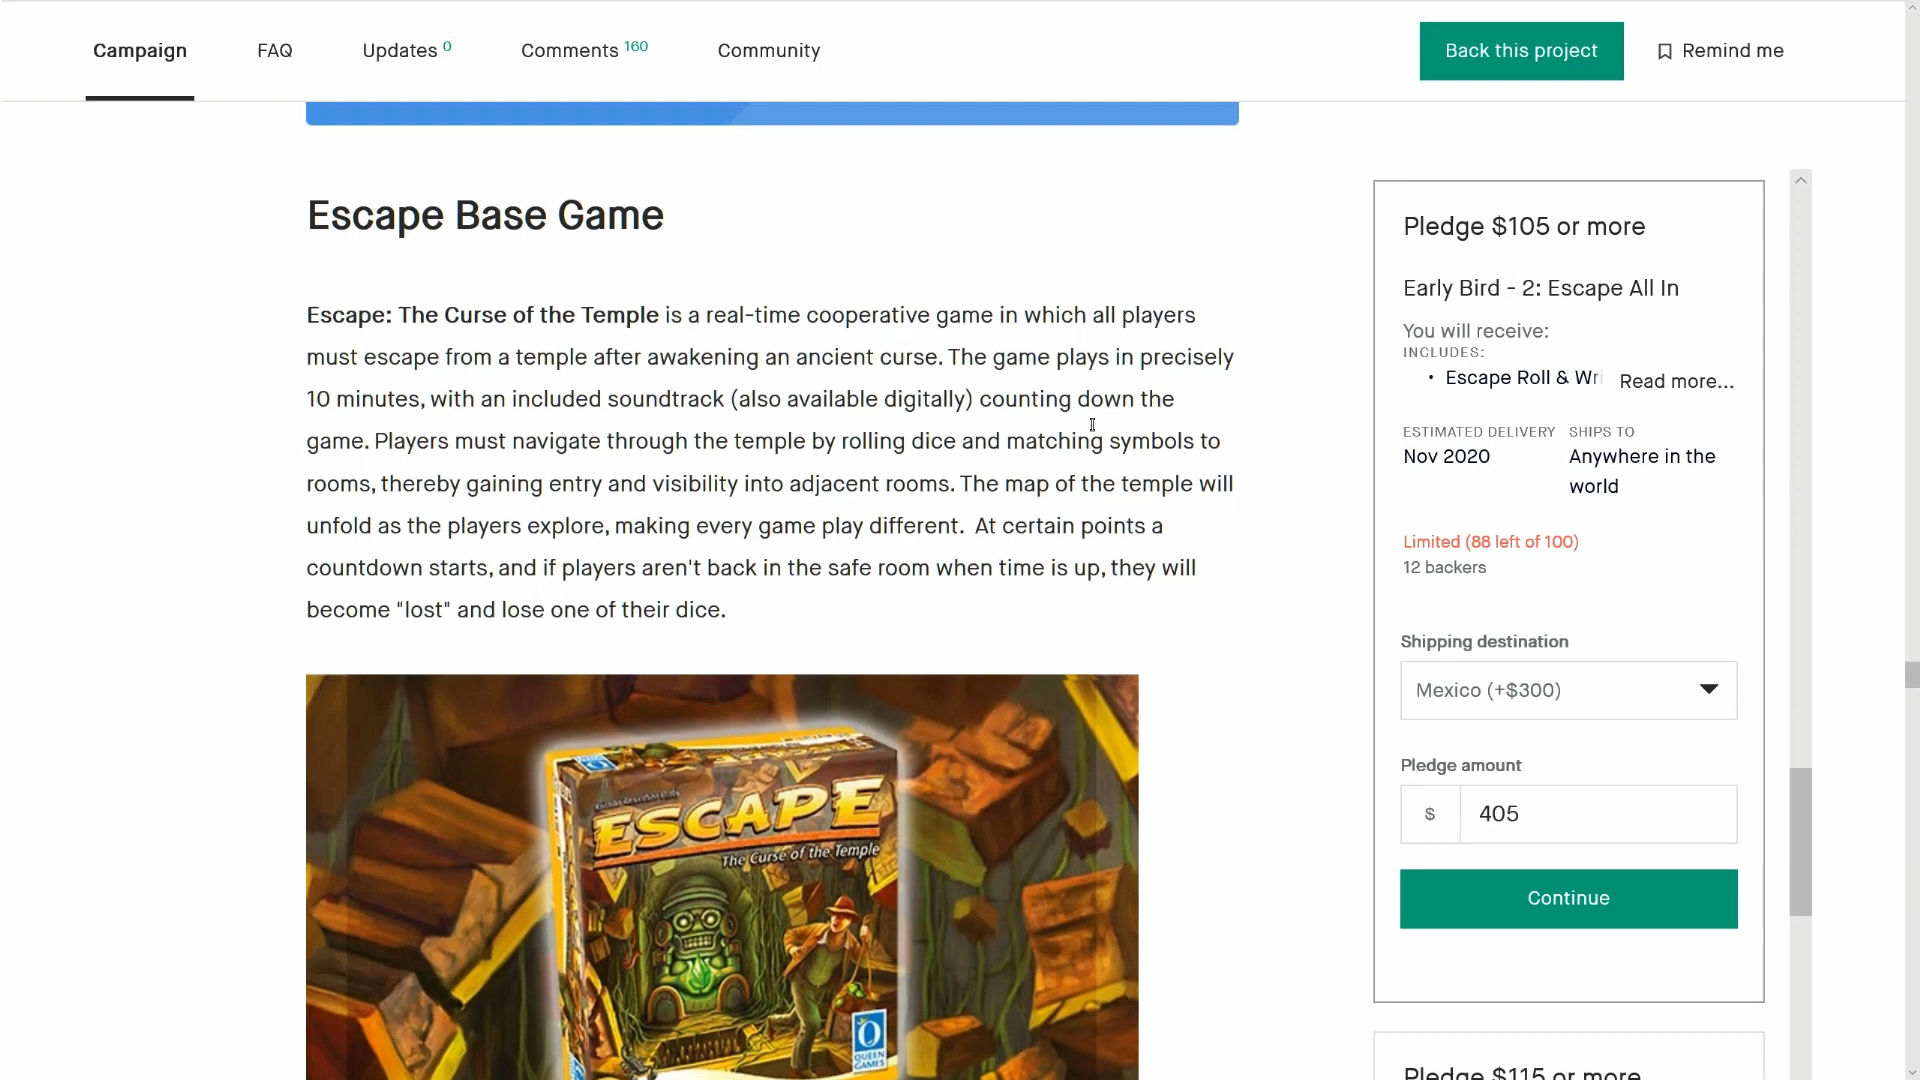 Campaign
FAQ
Updates 0
Comments 160
Community
Back this project
Remind me
Escape Base Game
Escape: The Curse of the Temple is a real-time cooperative game in which all players
must escape from a temple after awakening an ancient curse. The game plays in precisely
10 minutes, with an included soundtrack (also available digitally) counting down the
game. Players must navigate through the temple by rolling dice and matching symbols to
rooms, thereby gaining entry and visibility into adjacent rooms. The map of the temple will
unfold as the players explore, making every game play different.  At certain points a
countdown starts, and if players aren't back in the safe room when time is up, they will
become "lost" and lose one of their dice.
ESCAPE
The Curse of the Temple
QUEEN
GAMES
Pledge $105 or more
Early Bird - 2: Escape All In
You will receive:
INCLUDES:
• Escape Roll & Wri Read more...
ESTIMATED DELIVERY
Nov 2020
SHIPS TO
Anywhere in the
world
Limited (88 left of 100)
12 backers
Shipping destination
Mexico (+$300)
Pledge amount
$ 405
Continue
Pledge $115 or more